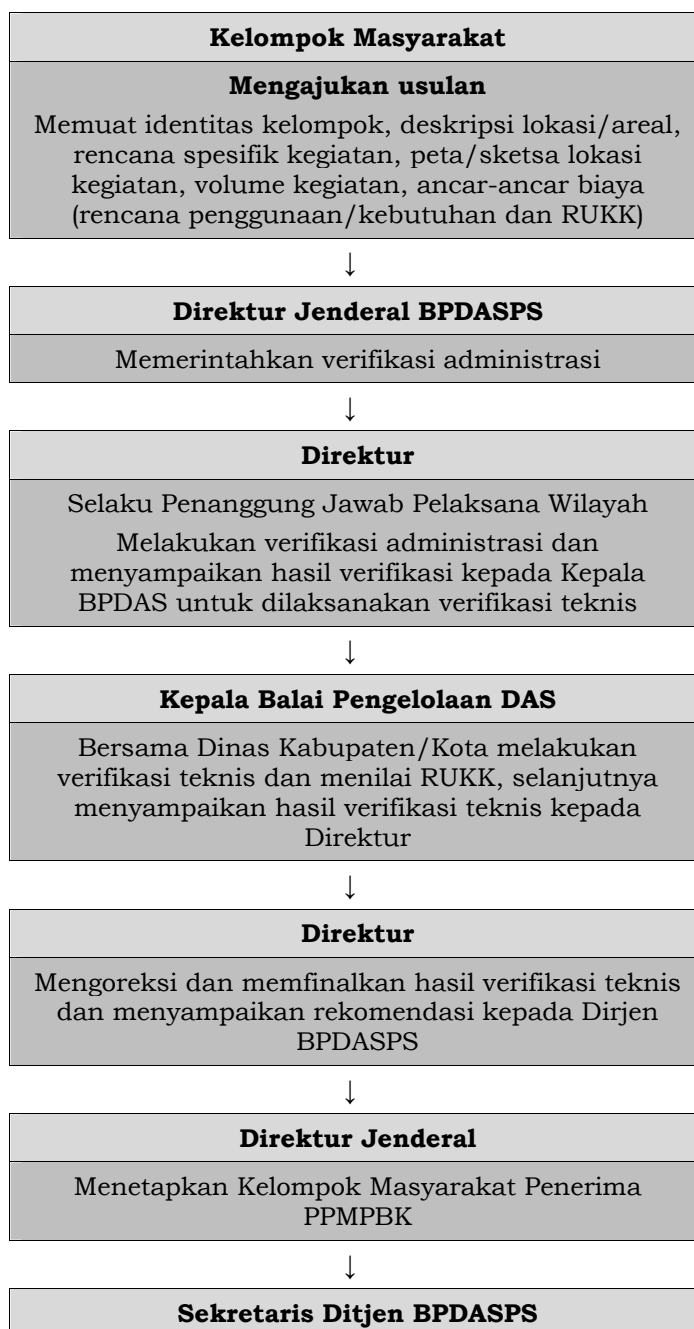 Kelompok Masyarakat
Mengajukan usulan
Memuat identitas kelompok, deskripsi lokasi/areal,
rencana spesifik kegiatan, peta/sketsa lokasi
kegiatan, volume kegiatan, ancar-ancar biaya
(rencana penggunaan/kebutuhan dan RUKK)
↓
Direktur Jenderal BPDASPS
Memerintahkan verifikasi administrasi
↓
Direktur
Selaku Penanggung Jawab Pelaksana Wilayah
Melakukan verifikasi administrasi dan
menyampaikan hasil verifikasi kepada Kepala
BPDAS untuk dilaksanakan verifikasi teknis
↓
Kepala Balai Pengelolaan DAS
Bersama Dinas Kabupaten/Kota melakukan
verifikasi teknis dan menilai RUKK, selanjutnya
menyampaikan hasil verifikasi teknis kepada
Direktur
↓
Direktur
Mengoreksi dan memfinalkan hasil verifikasi teknis
dan menyampaikan rekomendasi kepada Dirjen
BPDASPS
↓
Direktur Jenderal
Menetapkan Kelompok Masyarakat Penerima
PPMPBK
↓
Sekretaris Ditjen BPDASPS